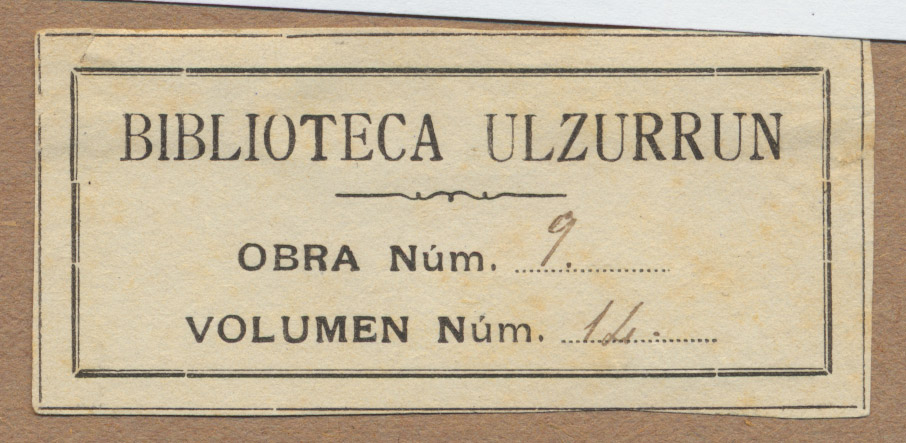 BIBLIOTECA ULZURRUN
OBRA Núm. 9.
VOLUMEN Núm. 14.